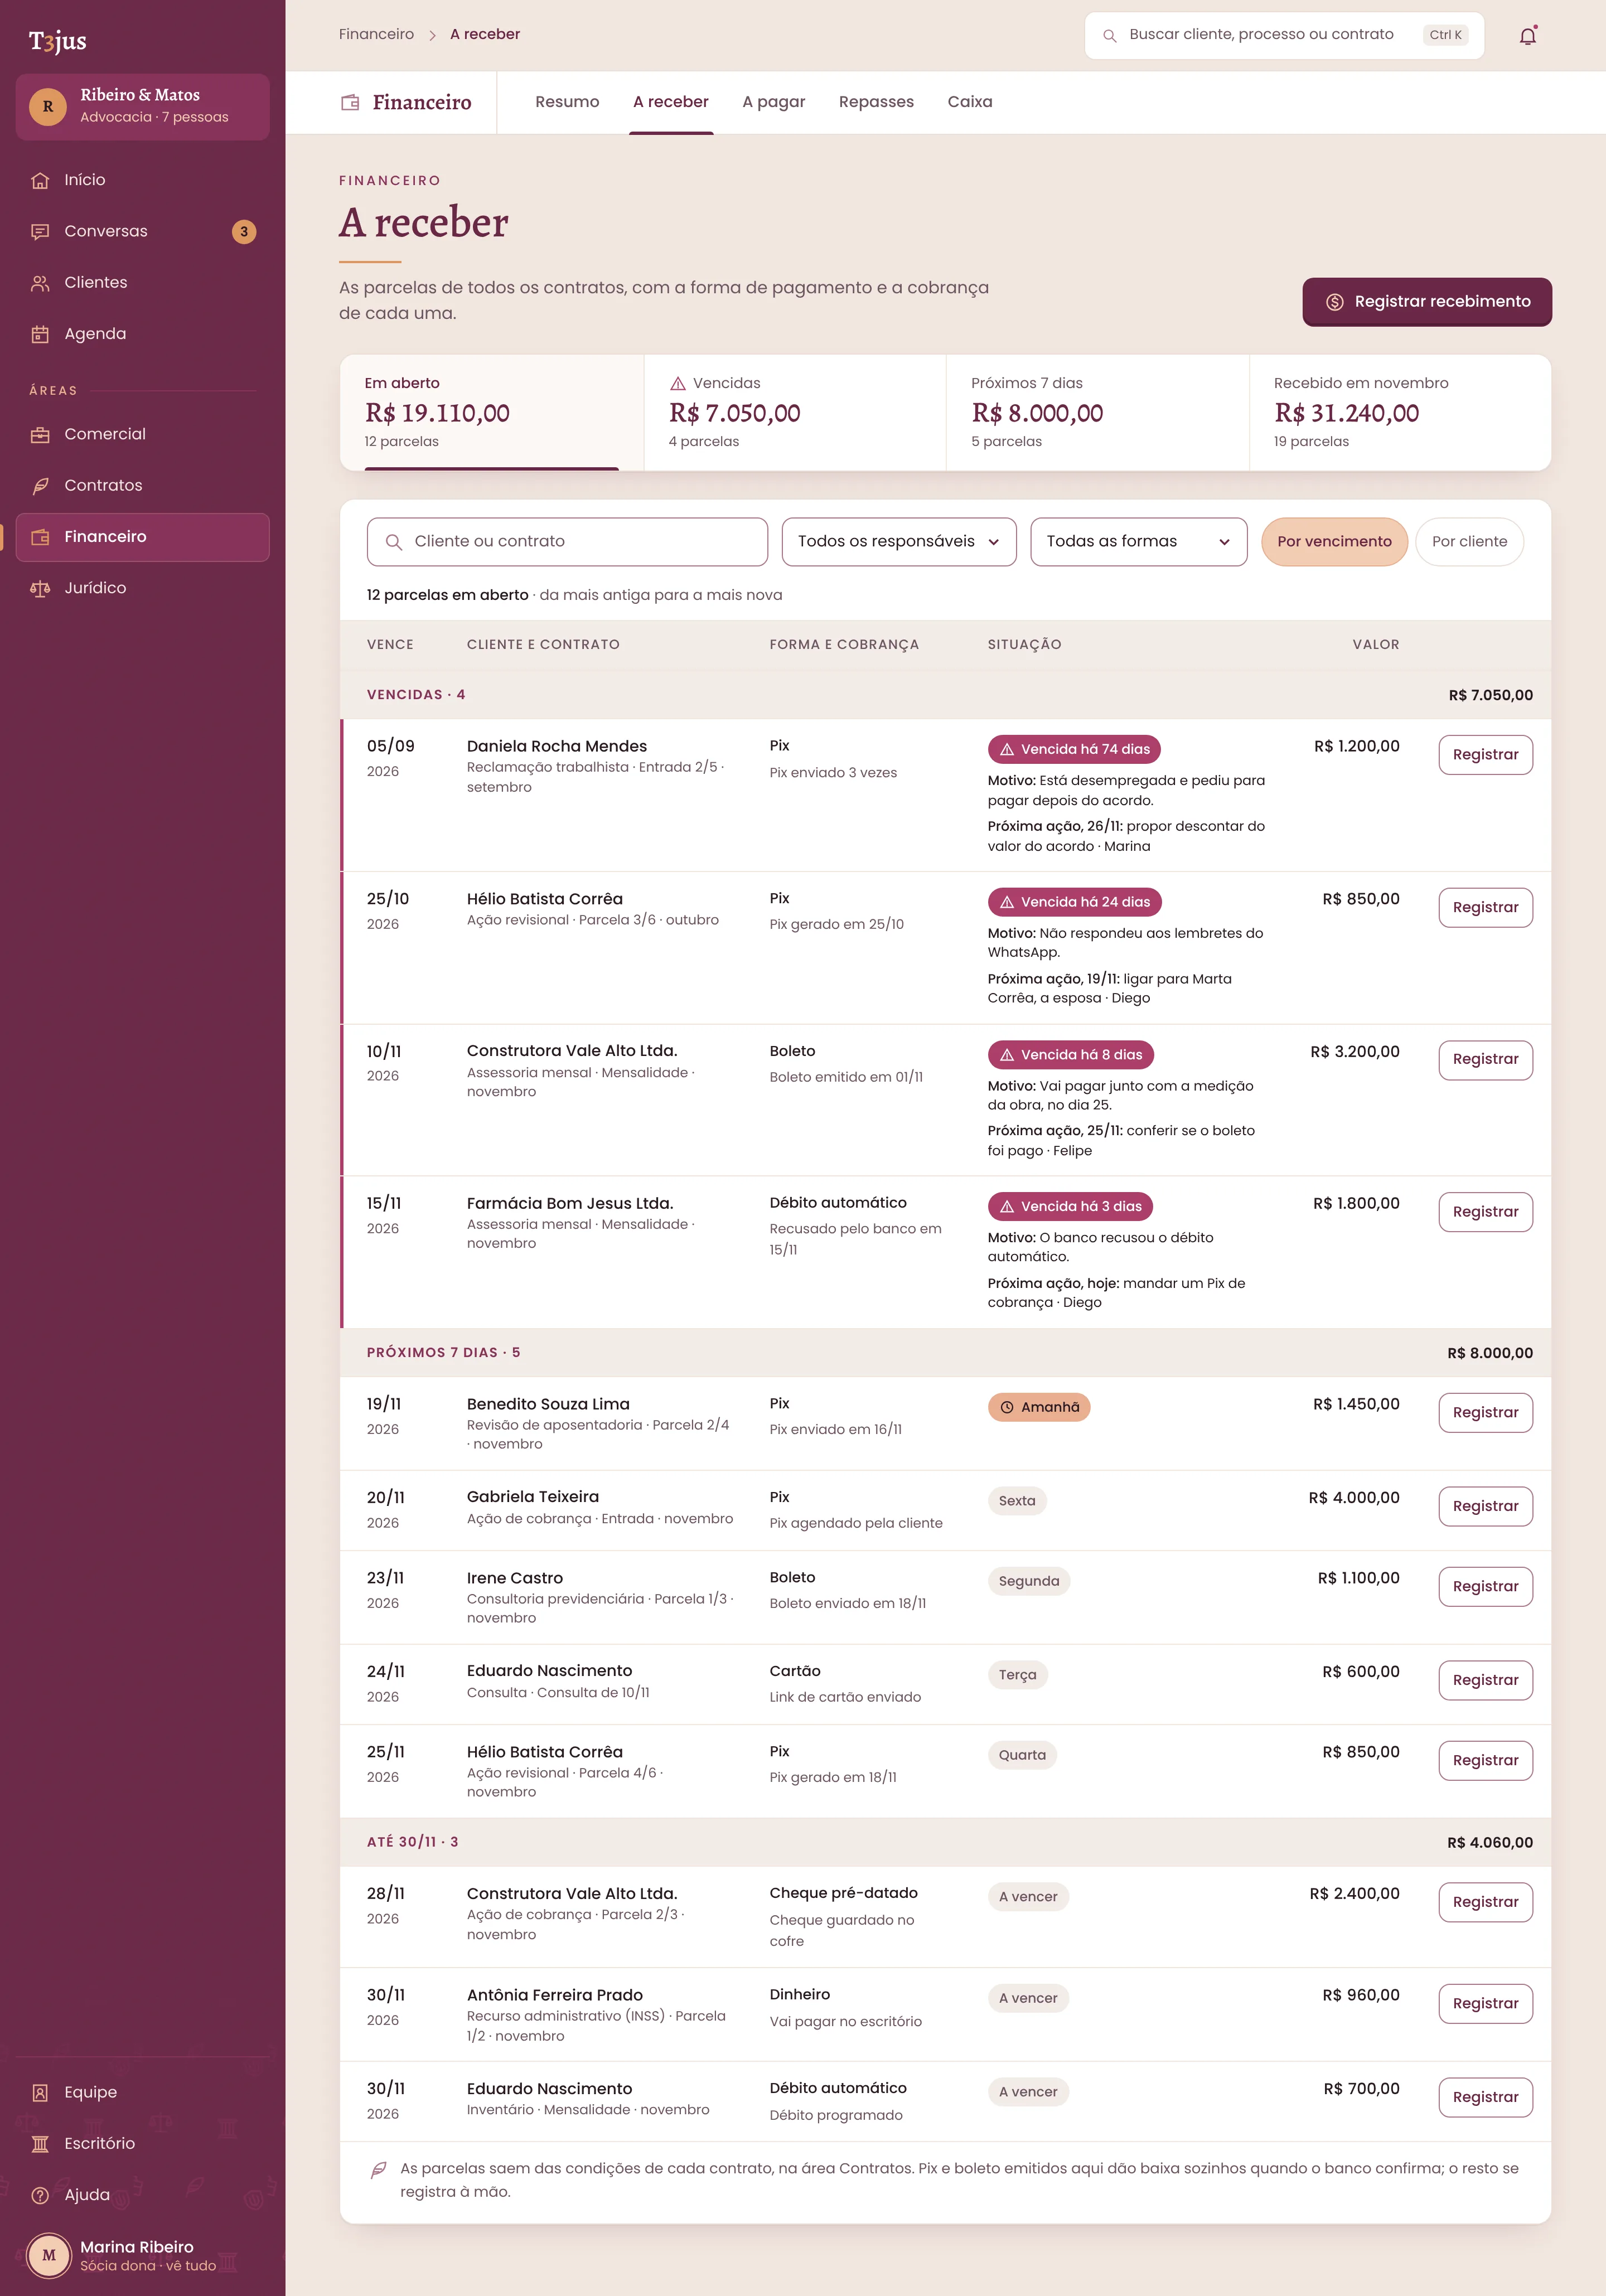 T3jus
R
Ribeiro & Matos
Advocacia · 7 pessoas
Início
Conversas
3
Clientes
Agenda
ÁREAS
Comercial
Contratos
Financeiro
Jurídico
Equipe
Escritório
Ajuda
M
Marina Ribeiro
Sócia dona · vê tudo
Financeiro
A receber
Buscar cliente, processo ou contrato
Ctrl K
Financeiro
Resumo
A receber
A pagar
Repasses
Caixa
FINANCEIRO
A receber
As parcelas de todos os contratos, com a forma de pagamento e a cobrança
de cada uma.
Registrar recebimento
Em aberto
R$ 19.110,00
12 parcelas
Vencidas
R$ 7.050,00
4 parcelas
Próximos 7 dias
R$ 8.000,00
5 parcelas
Recebido em novembro
R$ 31.240,00
19 parcelas
Cliente ou contrato
Todos os responsáveis
Todas as formas
Por vencimento
Por cliente
12 parcelas em aberto · da mais antiga para a mais nova
VENCE
CLIENTE E CONTRATO
FORMA E COBRANÇA
SITUAÇÃO
VALOR
VENCIDAS · 4
R$ 7.050,00
05/09
2026
Daniela Rocha Mendes
Reclamação trabalhista · Entrada 2/5 ·
setembro
Pix
Pix enviado 3 vezes
Vencida há 74 dias
Motivo: Está desempregada e pediu para
pagar depois do acordo.
Próxima ação, 26/11: propor descontar do
valor do acordo · Marina
R$ 1.200,00
Registrar
25/10
2026
Hélio Batista Corrêa
Ação revisional · Parcela 3/6 · outubro
Pix
Pix gerado em 25/10
Vencida há 24 dias
Motivo: Não respondeu aos lembretes do
WhatsApp.
Próxima ação, 19/11: ligar para Marta
Corrêa, a esposa · Diego
R$ 850,00
Registrar
10/11
2026
Construtora Vale Alto Ltda.
Assessoria mensal · Mensalidade ·
novembro
Boleto
Boleto emitido em 01/11
Vencida há 8 dias
Motivo: Vai pagar junto com a medição
da obra, no dia 25.
Próxima ação, 25/11: conferir se o boleto
foi pago · Felipe
R$ 3.200,00
Registrar
15/11
2026
Farmácia Bom Jesus Ltda.
Assessoria mensal · Mensalidade ·
novembro
Débito automático
Recusado pelo banco em
15/11
Vencida há 3 dias
Motivo: O banco recusou o débito
automático.
Próxima ação, hoje: mandar um Pix de
cobrança · Diego
R$ 1.800,00
Registrar
PRÓXIMOS 7 DIAS · 5
R$ 8.000,00
19/11
2026
Benedito Souza Lima
Revisão de aposentadoria · Parcela 2/4
· novembro
Pix
Pix enviado em 16/11
Amanhã
R$ 1.450,00
Registrar
20/11
2026
Gabriela Teixeira
Ação de cobrança · Entrada · novembro
Pix
Pix agendado pela cliente
Sexta
R$ 4.000,00
Registrar
23/11
2026
Irene Castro
Consultoria previdenciária · Parcela 1/3 ·
novembro
Boleto
Boleto enviado em 18/11
Segunda
R$ 1.100,00
Registrar
24/11
2026
Eduardo Nascimento
Consulta · Consulta de 10/11
Cartão
Link de cartão enviado
Terça
R$ 600,00
Registrar
25/11
2026
Hélio Batista Corrêa
Ação revisional · Parcela 4/6 ·
novembro
Pix
Pix gerado em 18/11
Quarta
R$ 850,00
Registrar
ATÉ 30/11 · 3
R$ 4.060,00
28/11
2026
Construtora Vale Alto Ltda.
Ação de cobrança · Parcela 2/3 ·
novembro
Cheque pré-datado
Cheque guardado no
cofre
A vencer
R$ 2.400,00
Registrar
30/11
2026
Antônia Ferreira Prado
Recurso administrativo (INSS) · Parcela
1/2 · novembro
Dinheiro
Vai pagar no escritório
A vencer
R$ 960,00
Registrar
30/11
2026
Eduardo Nascimento
Inventário · Mensalidade · novembro
Débito automático
Débito programado
A vencer
R$ 700,00
Registrar
As parcelas saem das condições de cada contrato, na área Contratos. Pix e boleto emitidos aqui dão baixa sozinhos quando o banco confirma; o resto se
registra à mão.